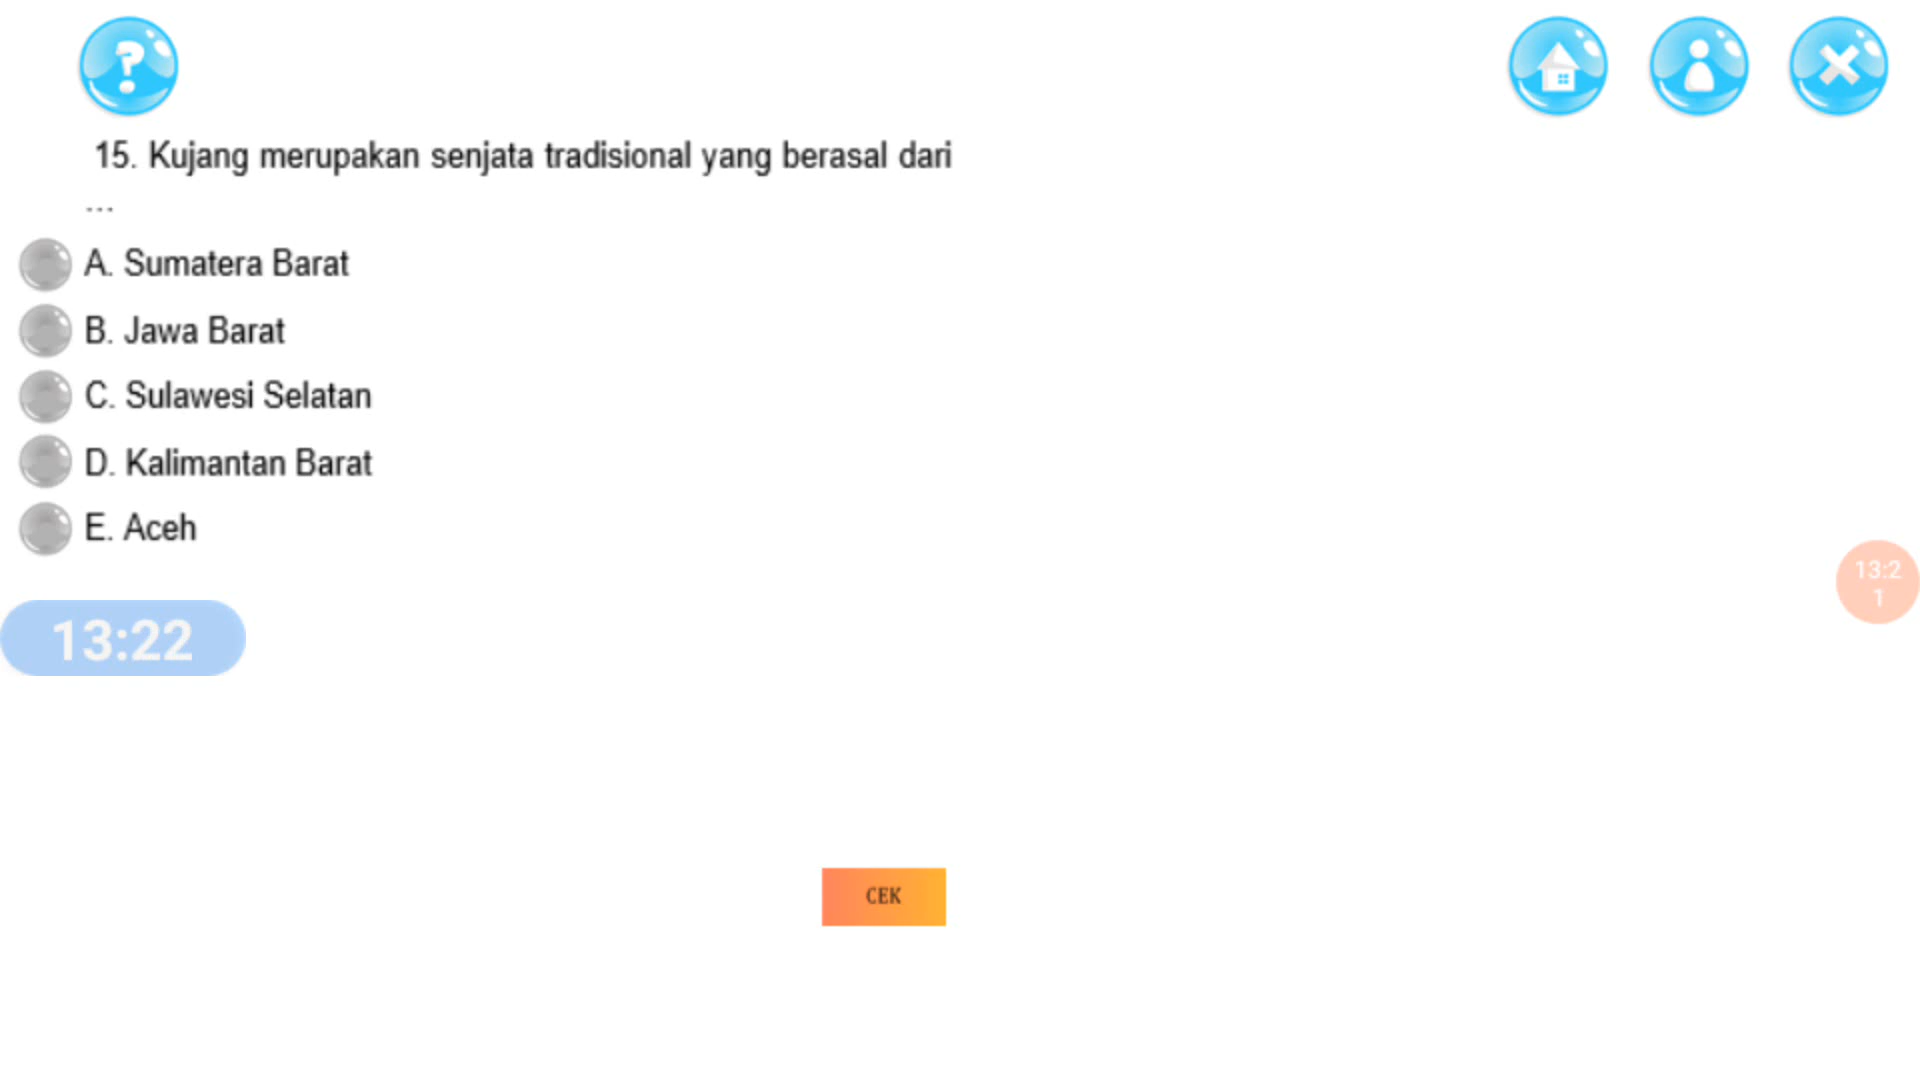 15. Kujang merupakan senjata tradisional yang berasal dari
...
A. Sumatera Barat
B. Jawa Barat
C. Sulawesi Selatan
D. Kalimantan Barat
E. Aceh
13:2
1
13:22
CEK